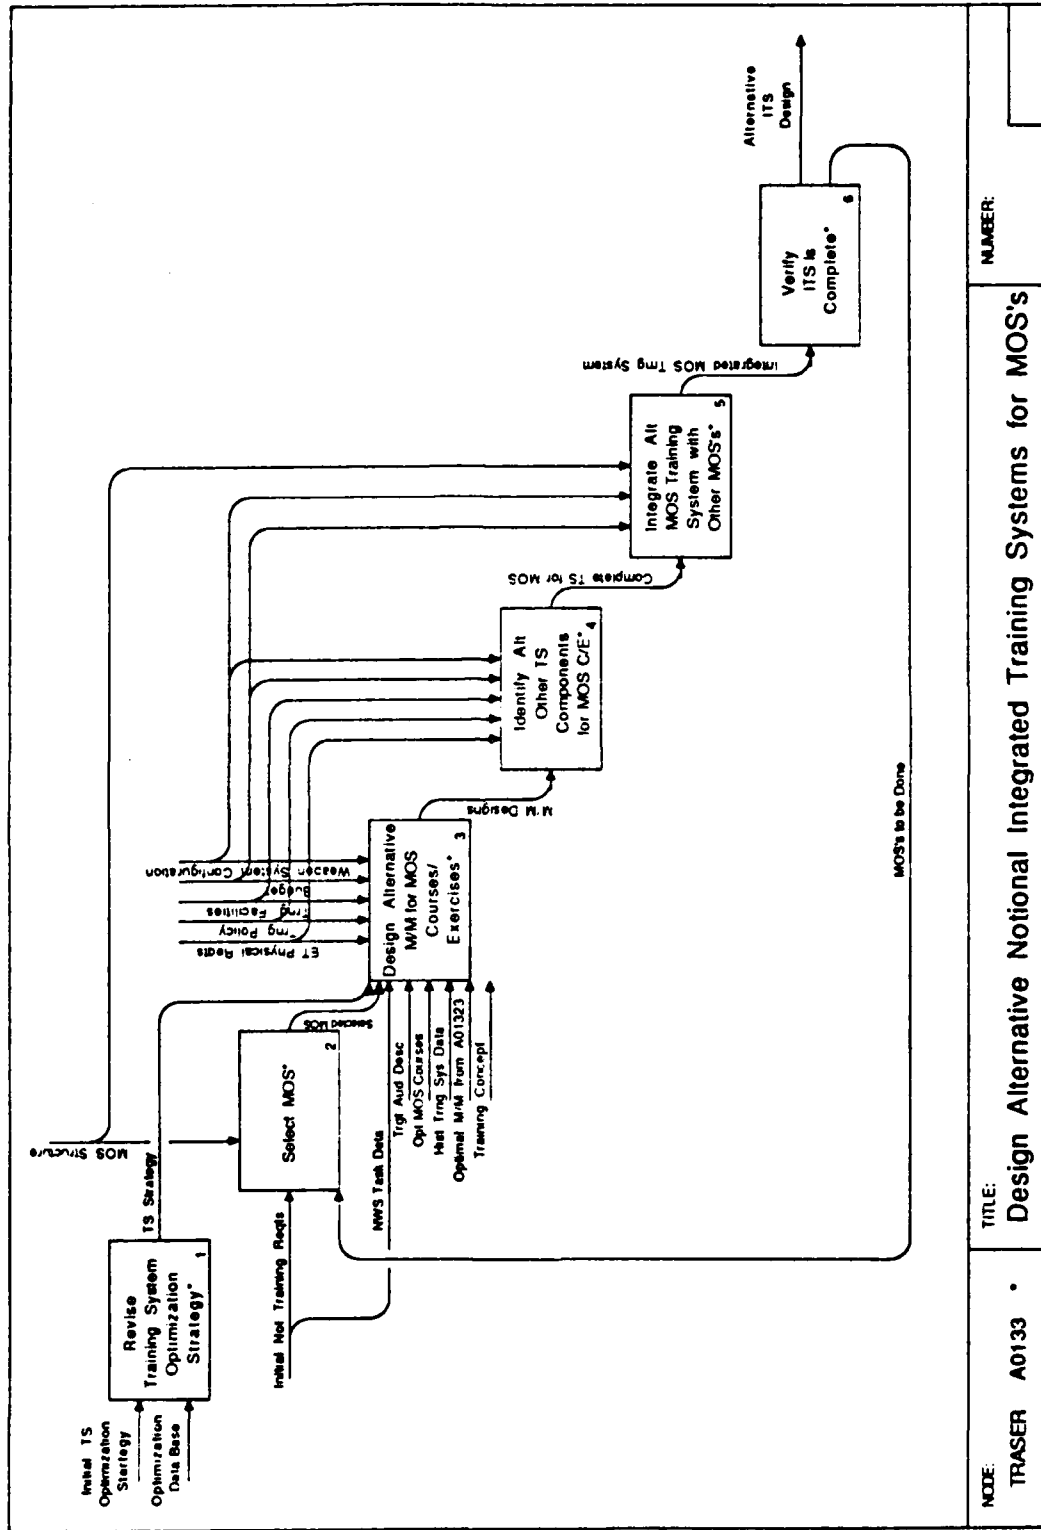 Initial TS
Optimization
Startegy
Optimization
Data Base
Revise
Training System
Optimization
Strategy*
1
TS Strategy
MOS Structure
Initial Not Training Reqts
Select MOS*
2
Selected MOS
NWS Task Data
Trgt Aud Desc
Opt MOS Courses
Hist Trng Sys Data
Optimal M/M from A01323
Training Concept
ET Physical Reqts
Trng Policy
Trng Facilities
Budget
Weapon System Configuration
Design Alternative
M/M for MOS
Courses/
Exercises*
3
M/M Designs
Identify Alt
Other TS
Components
for MOS C/E*
4
Complete TS for MOS
Integrate Alt
MOS Training
System with
Other MOS's*
5
Integrated MOS Trng System
Verify
ITS is
Complete*
6
Alternative
ITS
Design
MOS's to be Done
NODE:
TRASER A0133 *
TITLE:
Design Alternative Notional Integrated Training Systems for MOS's
NUMBER: